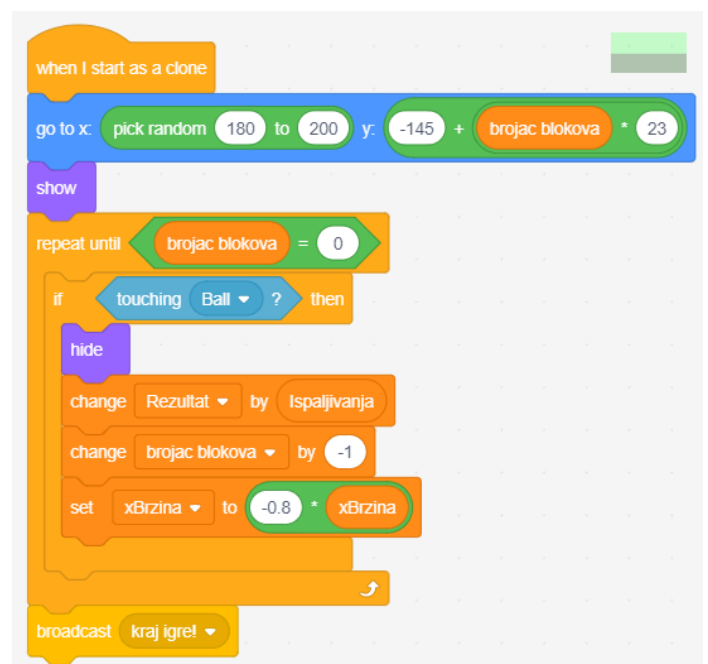 when I start as a clone
go to x: pick random 180 to 200 y: -145 + brojac blokova * 23
show
repeat until brojac blokova = 0
if touching Ball ? then
hide
change Rezultat by Ispaljivanja
change brojac blokova by -1
set xBrzina to -0.8 * xBrzina
broadcast kraj igre!